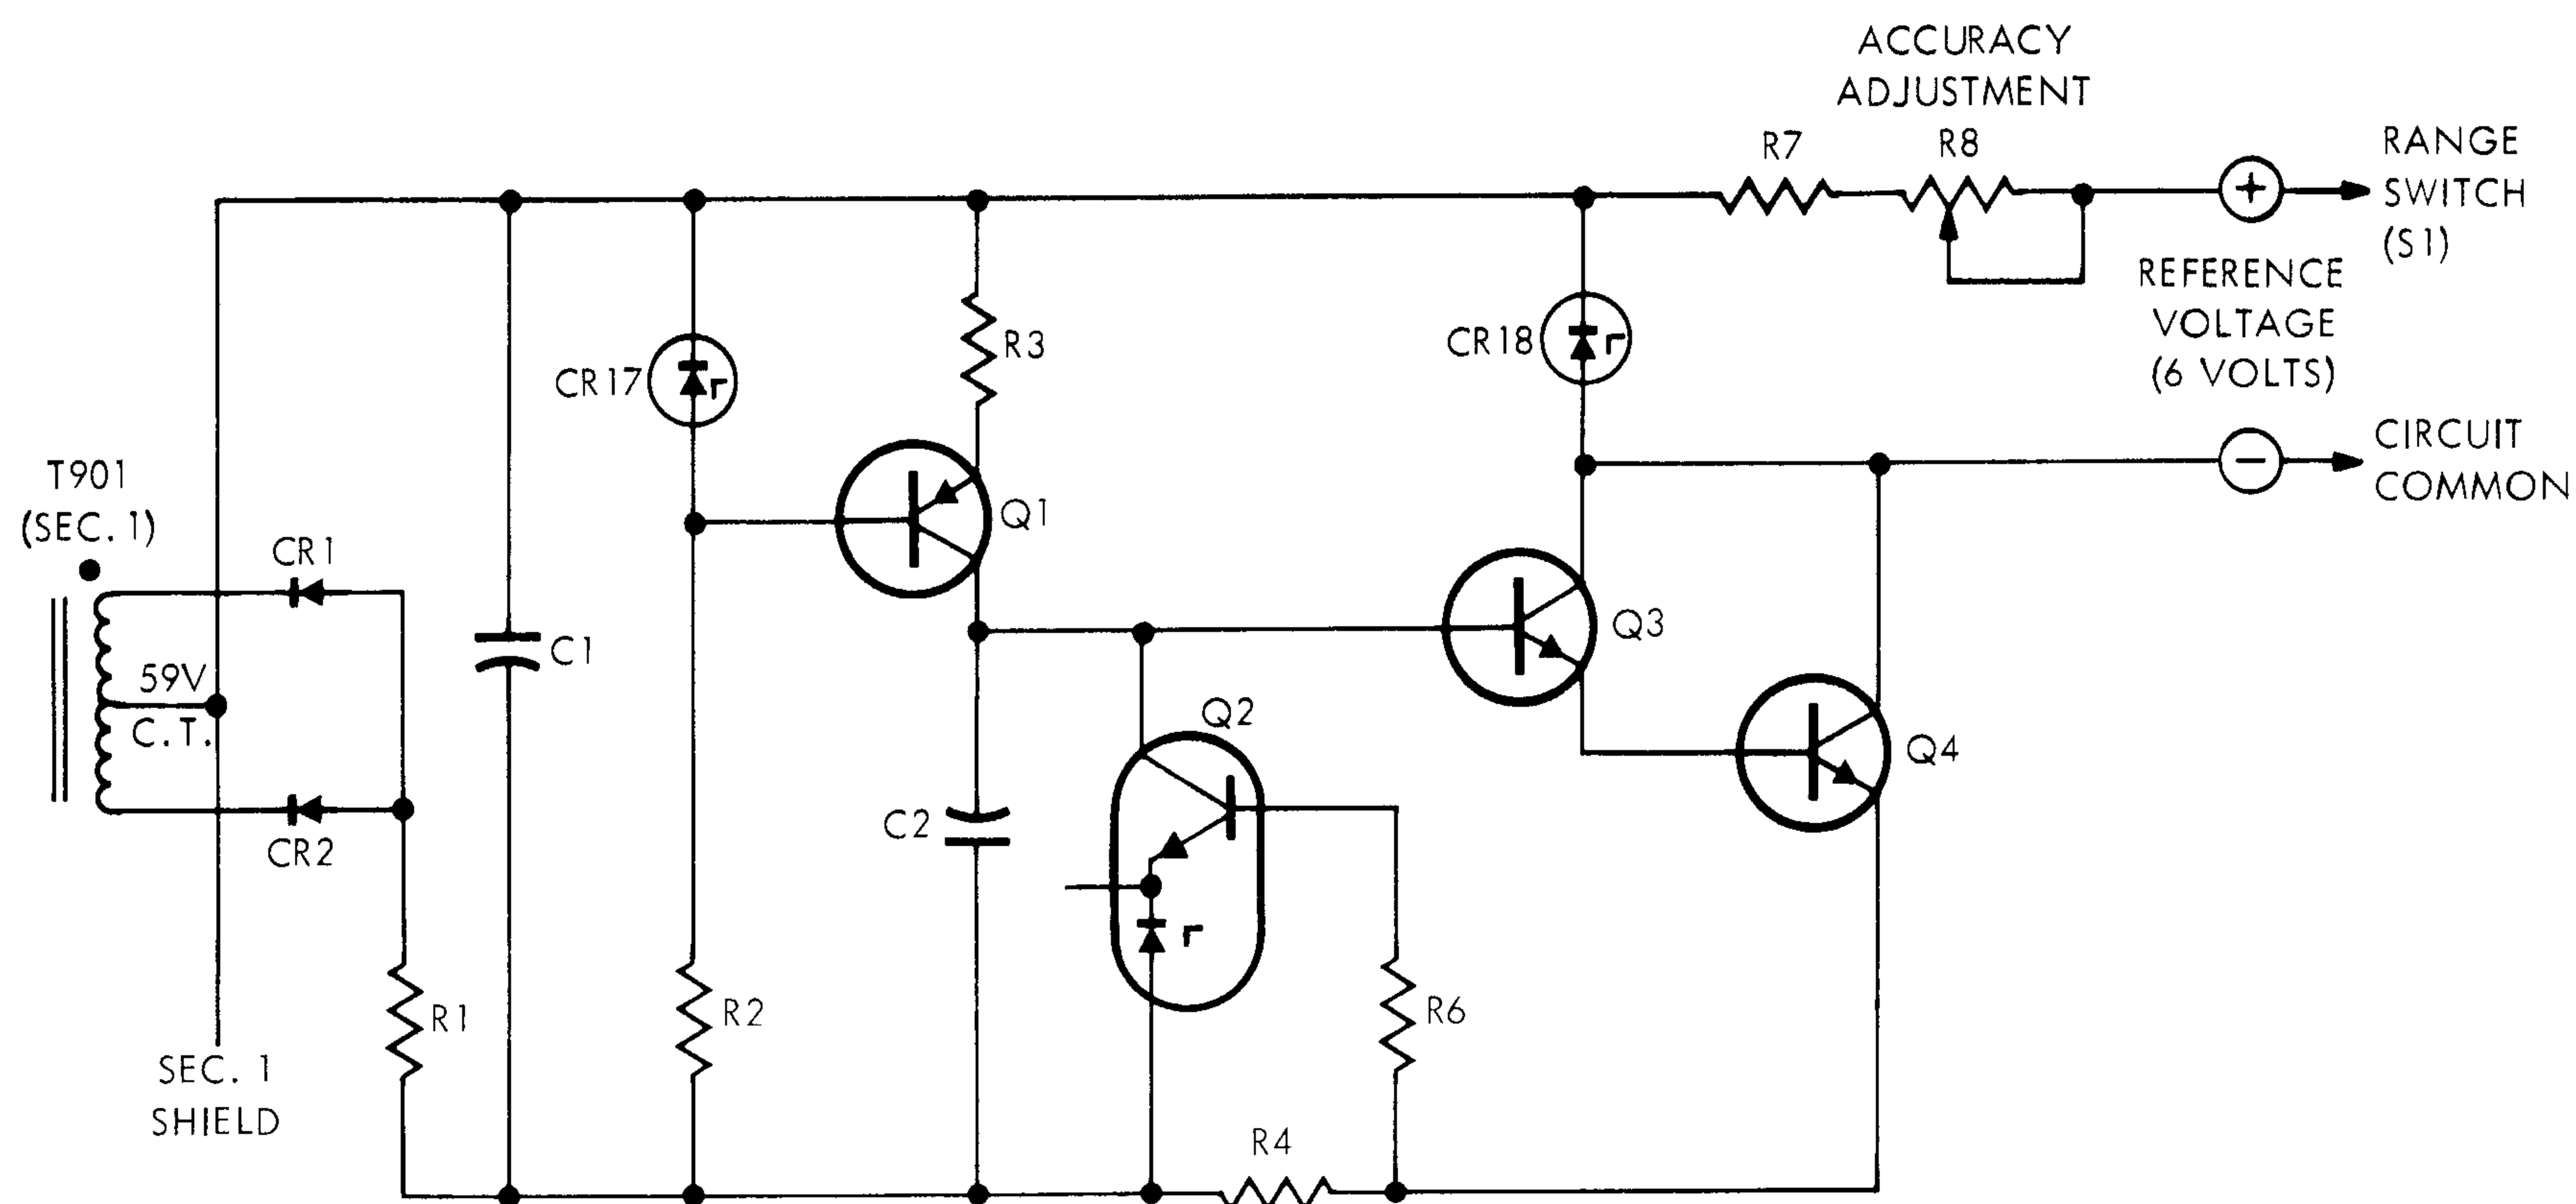 ACCURACY
ADJUSTMENT
R7
R8
+
RANGE
SWITCH
(S1)
REFERENCE
VOLTAGE
(6 VOLTS)
−
CIRCUIT
COMMON
CR17
R3
CR18
Q1
T901
(SEC. 1)
CR1
59V
C.T.
CR2
C1
Q3
Q2
Q4
C2
R1
R2
R6
R4
SEC. 1
SHIELD